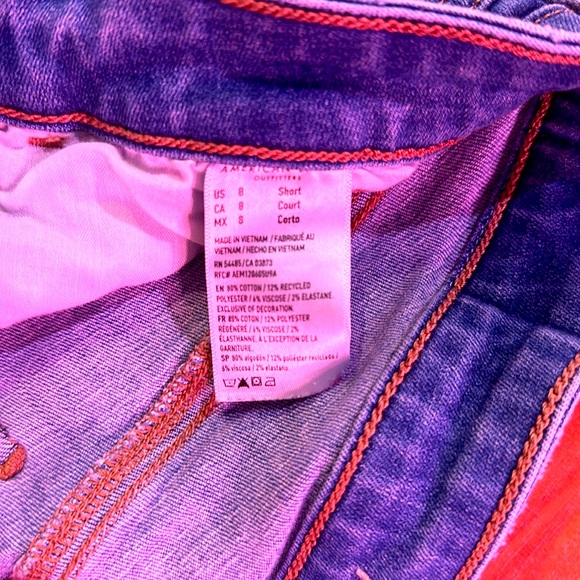 AMERICAN
OUTFITTERS
US 8 Short
CA 8 Court
MX 8 Corto
MADE IN VIETNAM / FABRIQUÉ AU
VIETNAM / HECHO EN VIETNAM
RN 54485/CA 03873
RFC# AEM120605U9A
EN 80% COTTON / 12% RECYCLED
POLYESTER / 6% VISCOSE / 2% ELASTANE.
EXCLUSIVE OF DECORATION.
FR 80% COTON / 12% POLYESTER
RÉGÉNÉRÉ / 6% VISCOSE / 2%
ÉLASTHANNE. À L'EXCEPTION DE LA
GARNITURE.
SP 80% algodón / 12% poliéster reciclado /
6% viscosa / 2% elastano.